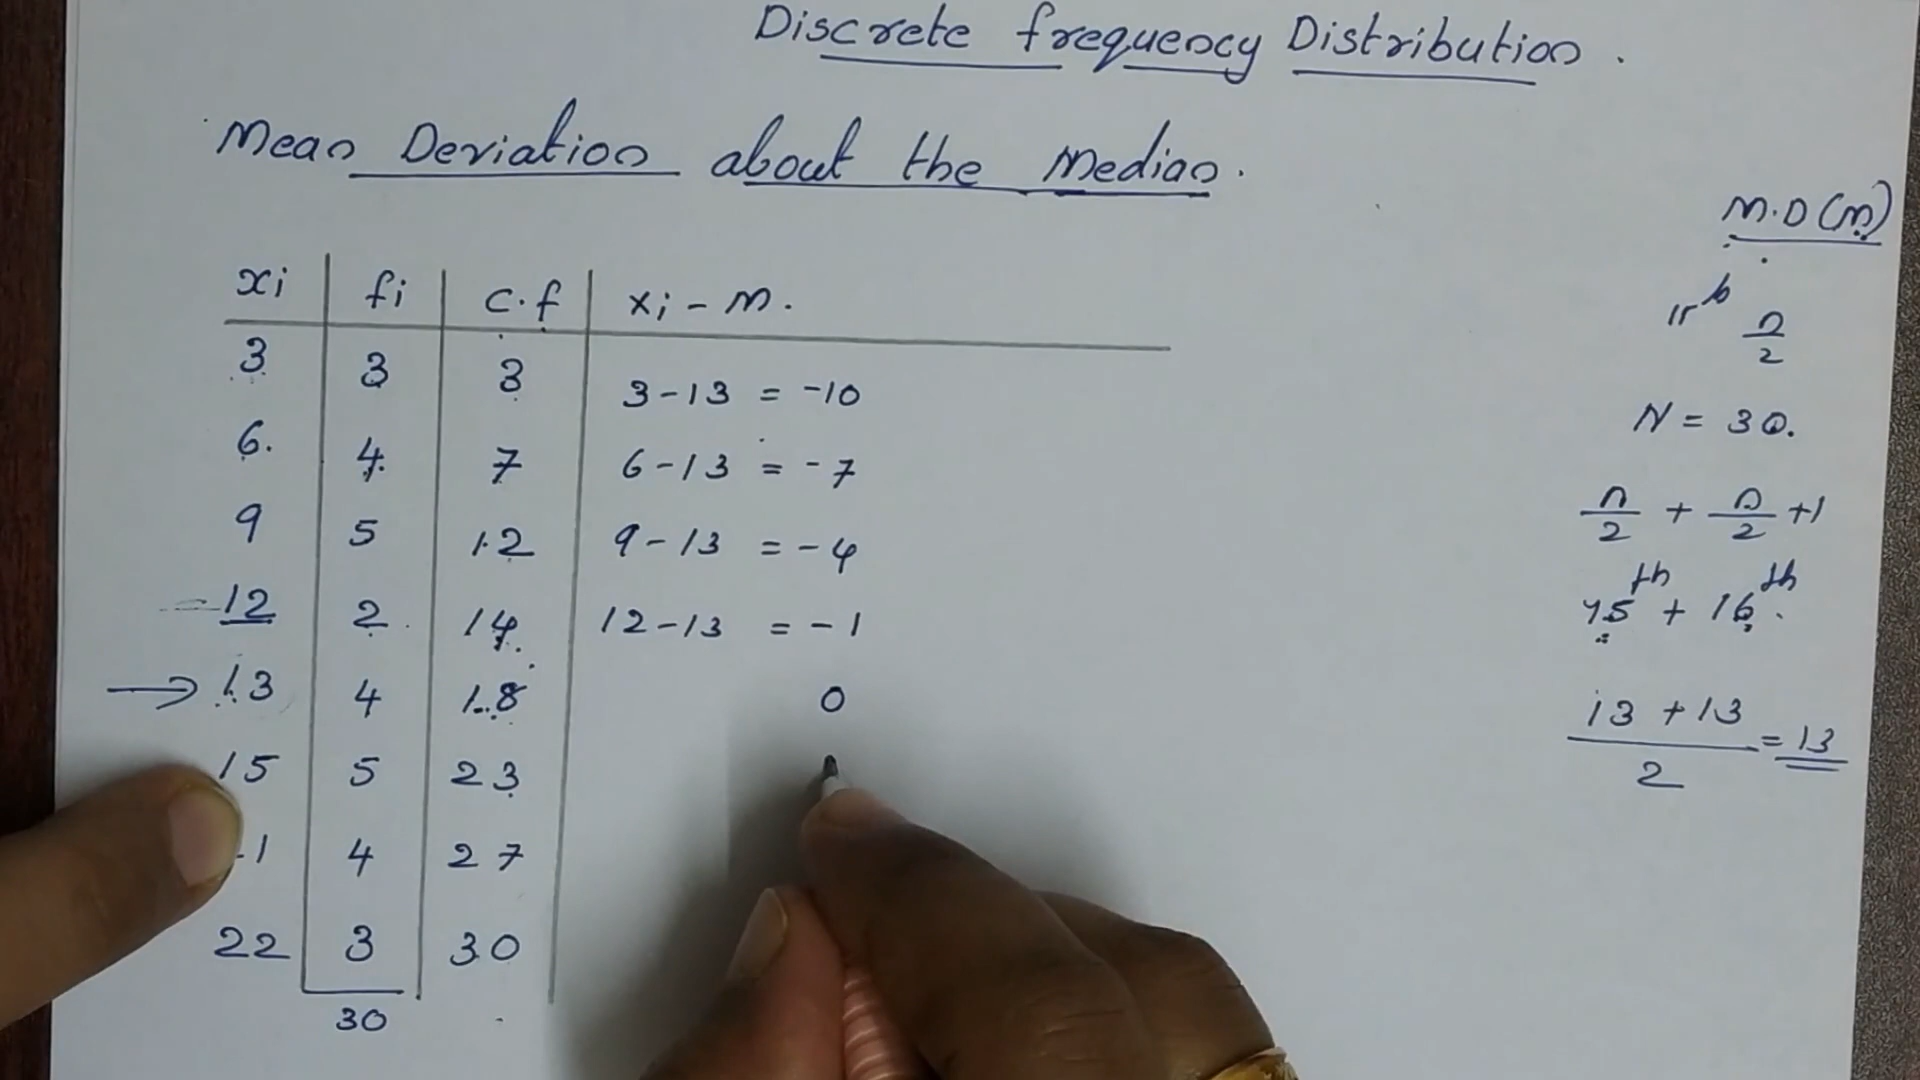 Discrete frequency Distribution.
Mean Deviation about the Median.
M.D (M)
n/2
N = 30.
n/2 + n/2 +1
15th + 16th.
13 + 13 / 2 = 13
xi fi c.f xi - M.
3 3 3 3-13 = -10
6. 4 7 6-13 = -7
9 5 12 9-13 = -4
12 2 14 12-13 = -1
→ 13 4 18 0
15 5 23
4 27
22 3 30
30